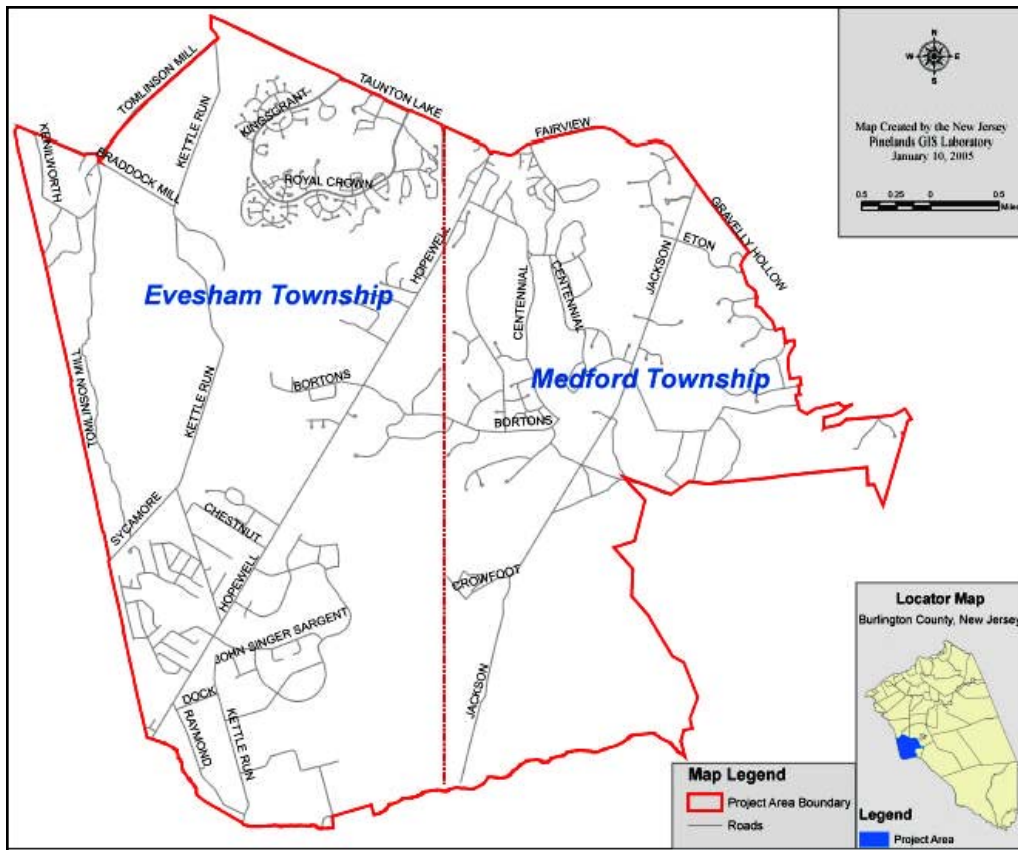 TOMLINSON MILL
KETTLE RUN
KINGSGRANT
TAUNTON LAKE
FAIRVIEW
KENILWORTH
BRADDOCK MILL
ROYAL CROWN
HOPEWELL
GRAVELLY HOLLOW
ETON
JACKSON
CENTENNIAL
CENTENNIAL
Evesham Township
Medford Township
TOMLINSON MILL
KETTLE RUN
BORTONS
BORTONS
SYCAMORE
CHESTNUT
HOPEWELL
CROWFOOT
JOHN SINGER SARGENT
DOCK
RAYMOND
KETTLE RUN
JACKSON
N
W
E
S
Map Created by the New Jersey
Pinelands GIS Laboratory
January 10, 2005
0.5 0.25 0 0.5
Miles
Locator Map
Burlington County, New Jersey
Legend
Project Area
Map Legend
Project Area Boundary
Roads